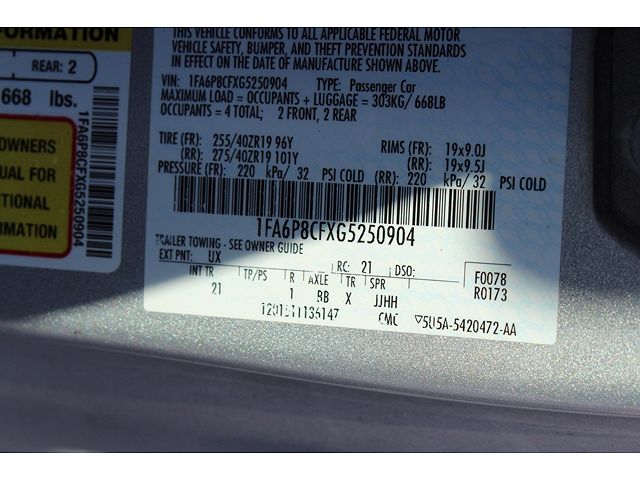 THIS VEHICLE CONFORMS TO ALL APPLICABLE FEDERAL MOTOR
VEHICLE SAFETY, BUMPER, AND THEFT PREVENTION STANDARDS
IN EFFECT ON THE DATE OF MANUFACTURE SHOWN ABOVE.
VIN: 1FA6P8CFXG5250904 TYPE: Passenger Car
MAXIMUM LOAD = OCCUPANTS + LUGGAGE = 303KG/ 668LB
OCCUPANTS = 4 TOTAL: 2 FRONT, 2 REAR
TIRE (FR): 255/40ZR19 96Y RIMS (FR): 19x9.0J
(RR): 275/40ZR19 101Y (RR): 19x9.5J
PRESSURE (FR): 220 kPa/ 32 PSI COLD (RR): 220 kPa/ 32 PSI COLD
1FA6P8CFXG5250904
TRAILER TOWING - SEE OWNER GUIDE
EXT PNT: UX RC: 21 DSO: F0078
INT TR TP/PS R AXLE TR SPR R0173
21 1 BB X JJHH
CMC ▽5U5A-5420472-AA
REAR: 2
668 lbs.
OWNERS
NUAL FOR
ITIONAL
ORMATION
1FA6P8CFXG5250904